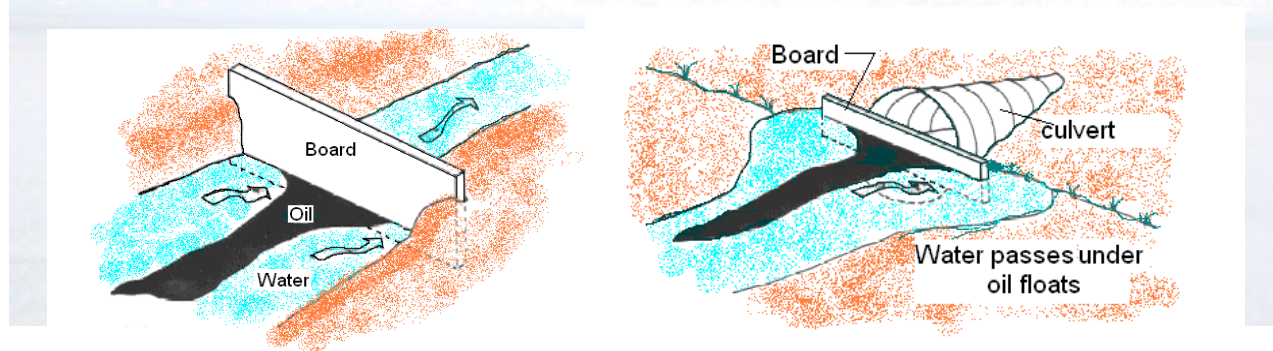 Board
Oil
Water
Board
culvert
Water passes under
oil floats